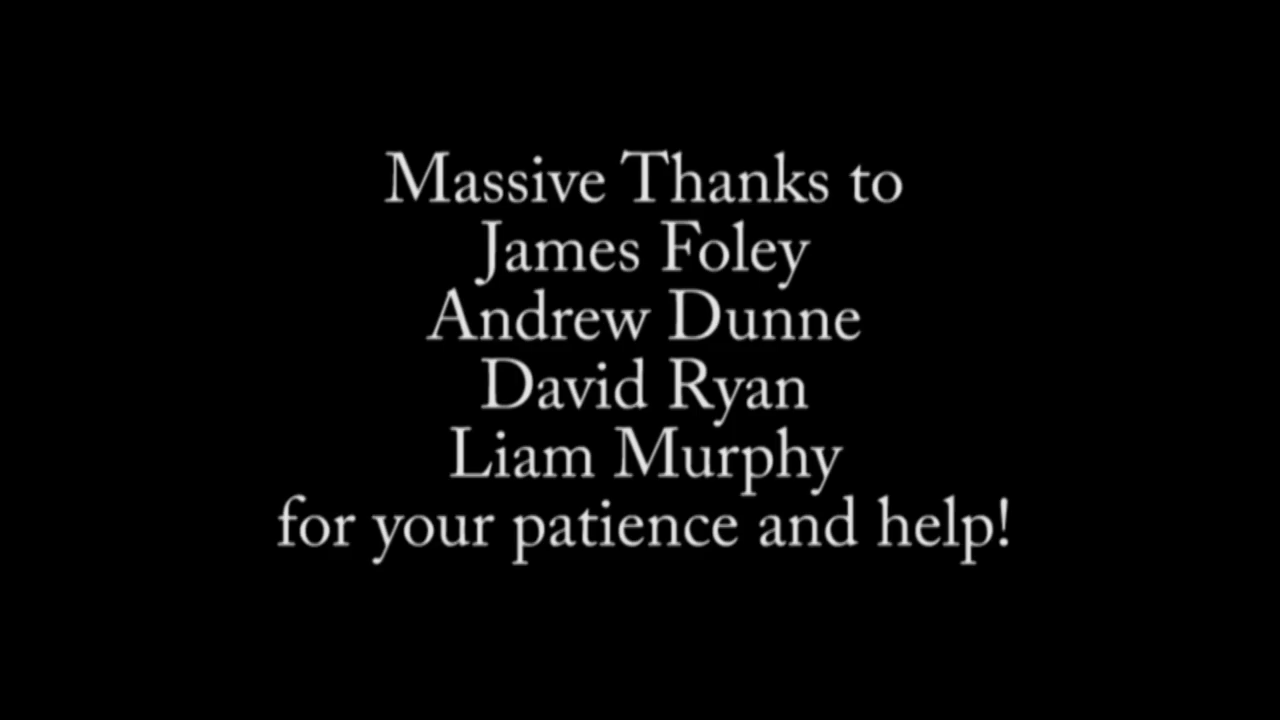 Massive Thanks to
James Foley
Andrew Dunne
David Ryan
Liam Murphy
for your patience and help!